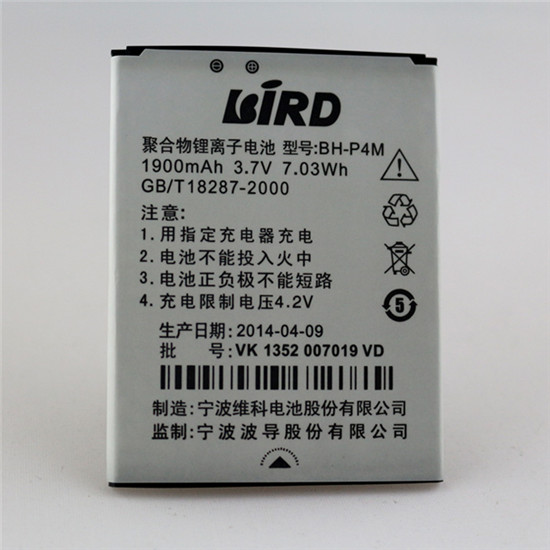 BIRD
聚合物锂离子电池 型号:BH-P4M
1900mAh 3.7V 7.03Wh
GB/T18287-2000
注意:
1.用指定充电器充电
2.电池不能投入火中
3.电池正负极不能短路
4.充电限制电压4.2V
5
生产日期:2014-04-09
批 号:VK 1352 007019 VD
制造:宁波维科电池股份有限公司
监制:宁波波导股份有限公司